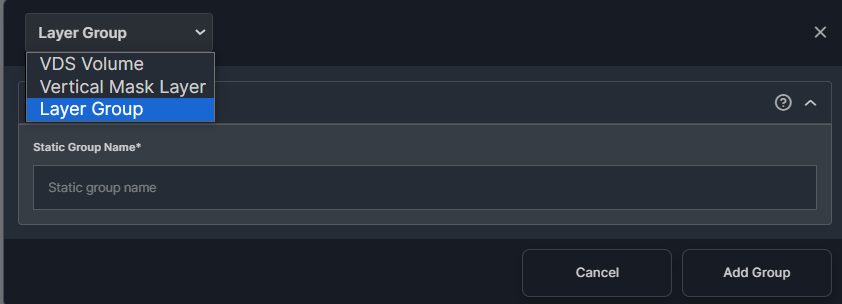 Layer Group
VDS Volume
Vertical Mask Layer
Layer Group
Static Group Name*
Static group name
Cancel
Add Group